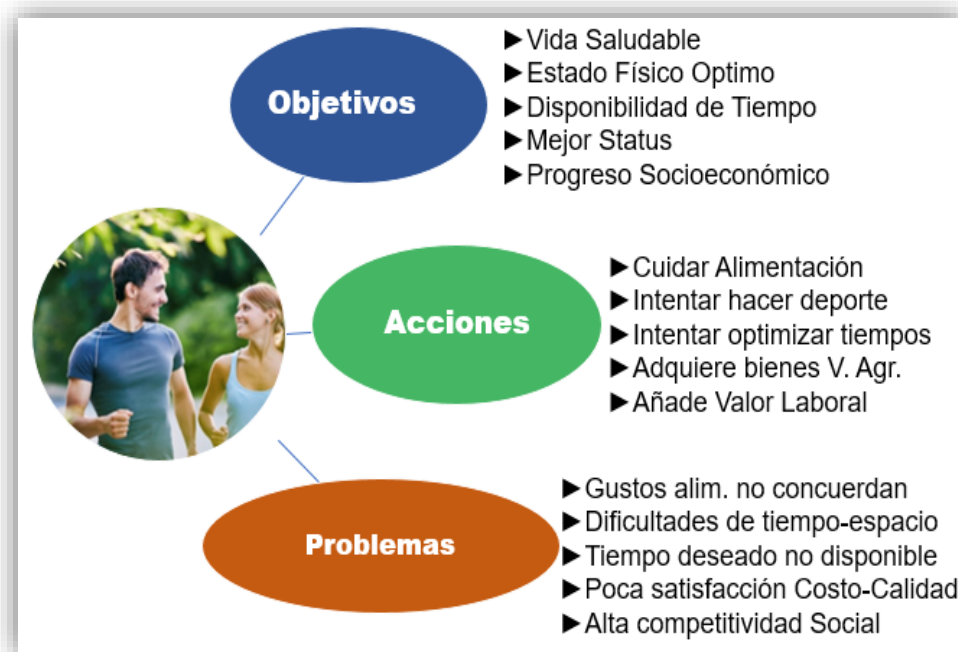 Objetivos
►Vida Saludable
►Estado Físico Optimo
►Disponibilidad de Tiempo
►Mejor Status
►Progreso Socioeconómico
Acciones
►Cuidar Alimentación
►Intentar hacer deporte
►Intentar optimizar tiempos
►Adquiere bienes V. Agr.
►Añade Valor Laboral
Problemas
►Gustos alim. no concuerdan
►Dificultades de tiempo-espacio
►Tiempo deseado no disponible
►Poca satisfacción Costo-Calidad
►Alta competitividad Social